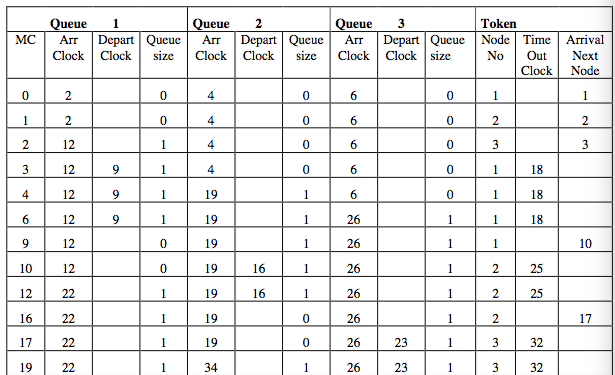 Queue 1 Queue 2 Queue 3 Token
MC Arr Depart Queue Arr Depart Queue Arr Depart Queue Node Time Arrival
Clock Clock size Clock Clock size Clock Clock size No Out Next
Clock Node
0 2 0 4 0 6 0 1 1
1 2 0 4 0 6 0 2 2
2 12 1 4 0 6 0 3 3
3 12 9 1 4 0 6 0 1 18
4 12 9 1 19 1 6 0 1 18
6 12 9 1 19 1 26 1 1 18
9 12 0 19 1 26 1 1 10
10 12 0 19 16 1 26 1 2 25
12 22 1 19 16 1 26 1 2 25
16 22 1 19 0 26 1 2 17
17 22 1 19 0 26 23 1 3 32
19 22 1 34 1 26 23 1 3 32